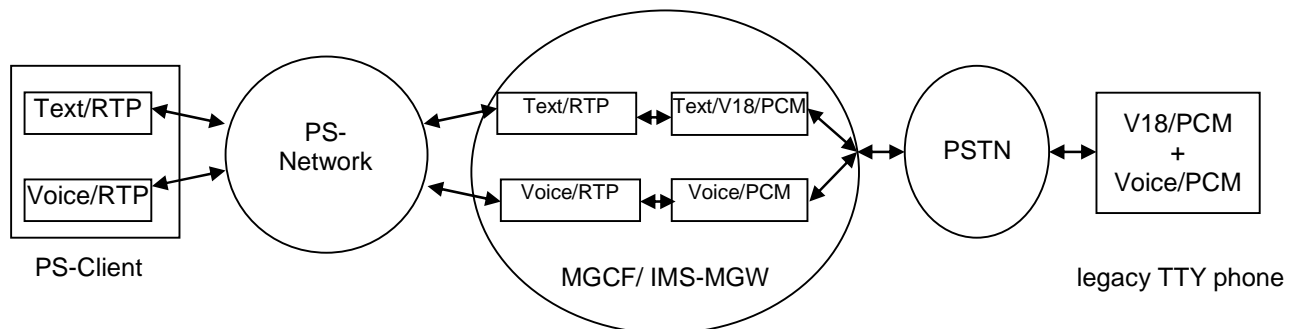 Text/RTP
Voice/RTP
PS-Client
PS-
Network
Text/RTP
Text/V18/PCM
Voice/RTP
Voice/PCM
MGCF/ IMS-MGW
PSTN
V18/PCM
+
Voice/PCM
legacy TTY phone